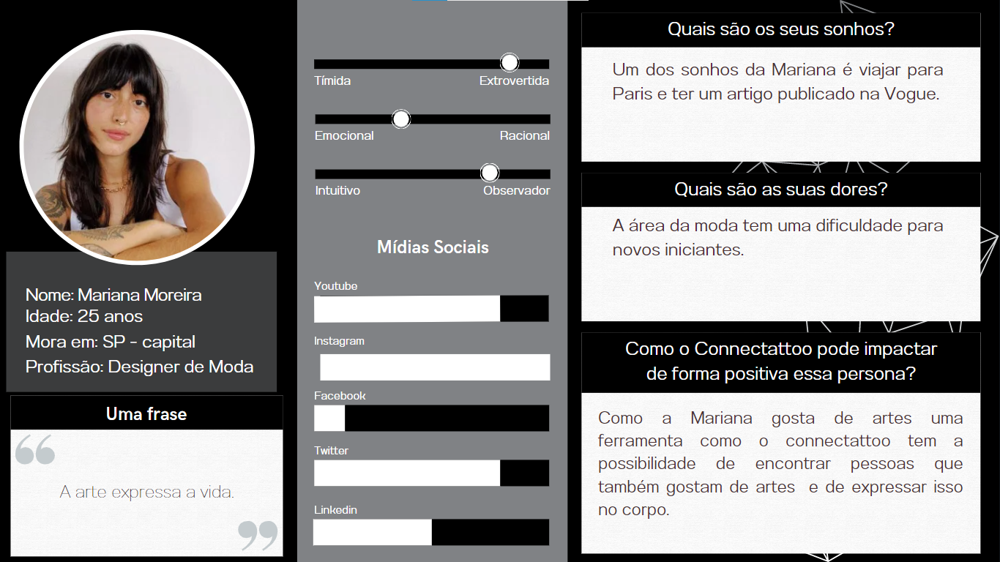 Nome: Mariana Moreira
Idade: 25 anos
Mora em: SP - capital
Profissão: Designer de Moda
Uma frase
“
A arte expressa a vida.
”
Tímida Extrovertida
Emocional Racional
Intuitivo Observador
Mídias Sociais
Youtube
Instagram
Facebook
Twitter
Linkedin
Quais são os seus sonhos?
Um dos sonhos da Mariana é viajar para
Paris e ter um artigo publicado na Vogue.
Quais são as suas dores?
A área da moda tem uma dificuldade para
novos iniciantes.
Como o Connectattoo pode impactar
de forma positiva essa persona?
Como a Mariana gosta de artes uma
ferramenta como o connectattoo tem a
possibilidade de encontrar pessoas que
também gostam de artes e de expressar isso
no corpo.